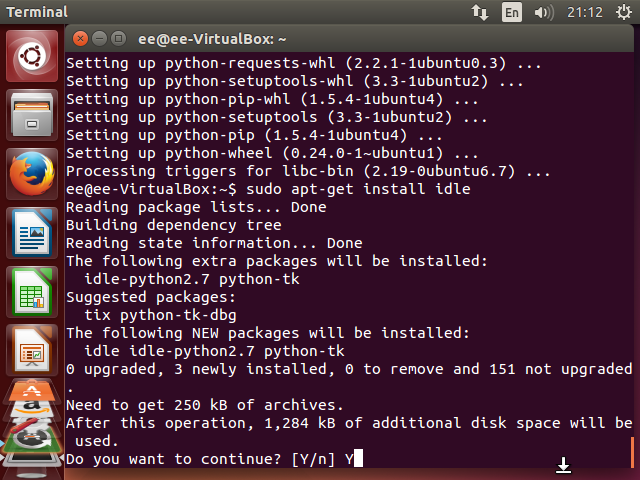 Terminal
En
21:12
ee@ee-VirtualBox: ~
Setting up python-requests-whl (2.2.1-1ubuntu0.3) ...
Setting up python-setuptools-whl (3.3-1ubuntu2) ...
Setting up python-pip-whl (1.5.4-1ubuntu4) ...
Setting up python-setuptools (3.3-1ubuntu2) ...
Setting up python-pip (1.5.4-1ubuntu4) ...
Setting up python-wheel (0.24.0-1~ubuntu1) ...
Processing triggers for libc-bin (2.19-0ubuntu6.7) ...
ee@ee-VirtualBox:~$ sudo apt-get install idle
Reading package lists... Done
Building dependency tree
Reading state information... Done
The following extra packages will be installed:
  idle-python2.7 python-tk
Suggested packages:
  tix python-tk-dbg
The following NEW packages will be installed:
  idle idle-python2.7 python-tk
0 upgraded, 3 newly installed, 0 to remove and 151 not upgraded
.
Need to get 250 kB of archives.
After this operation, 1,284 kB of additional disk space will be
 used.
Do you want to continue? [Y/n] Y